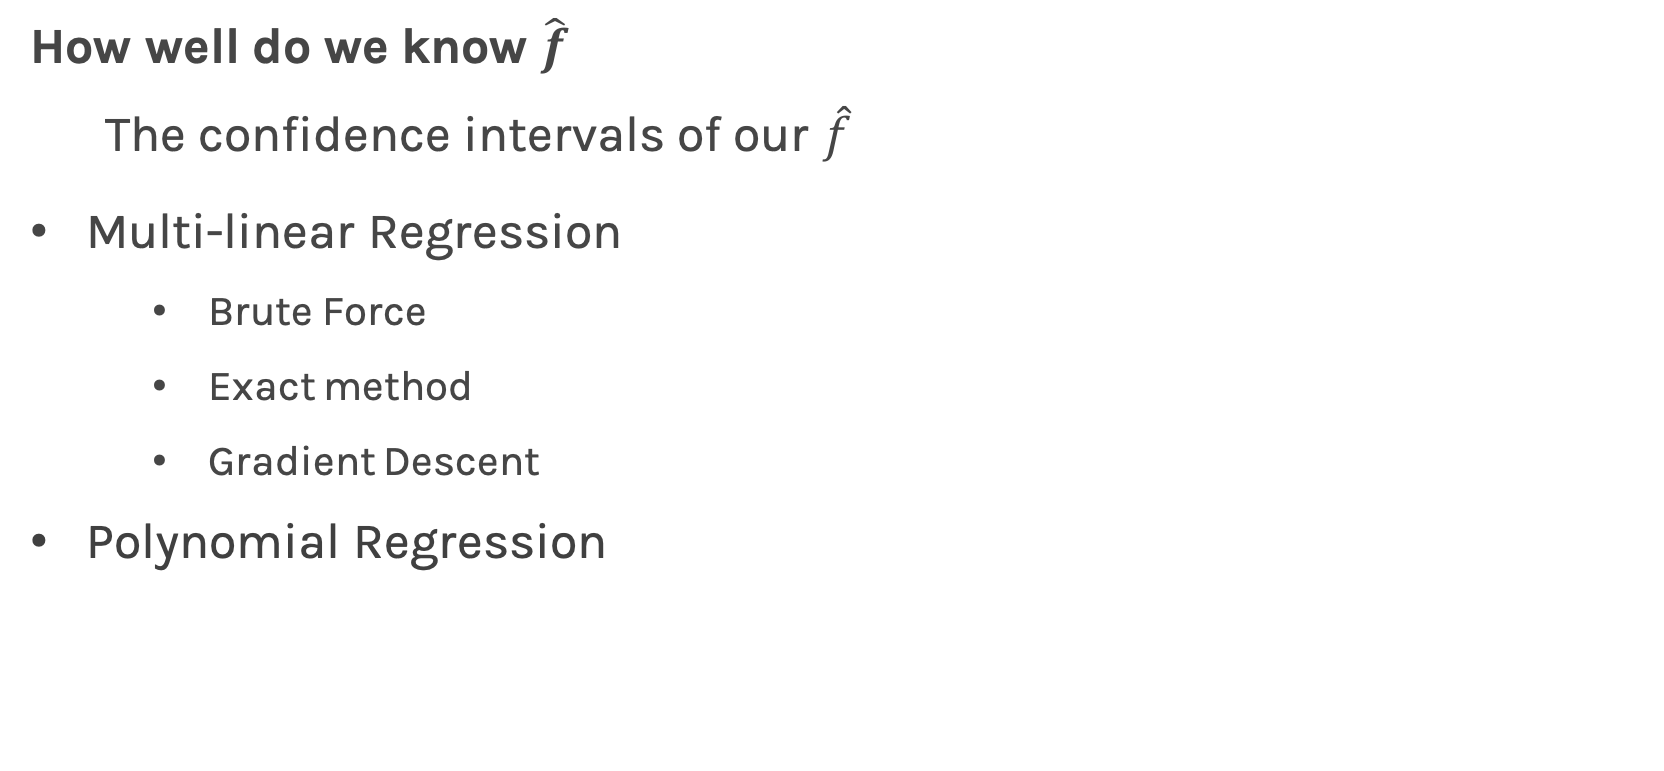 How well do we know f̂
The confidence intervals of our f̂
• Multi-linear Regression
• Brute Force
• Exact method
• Gradient Descent
• Polynomial Regression